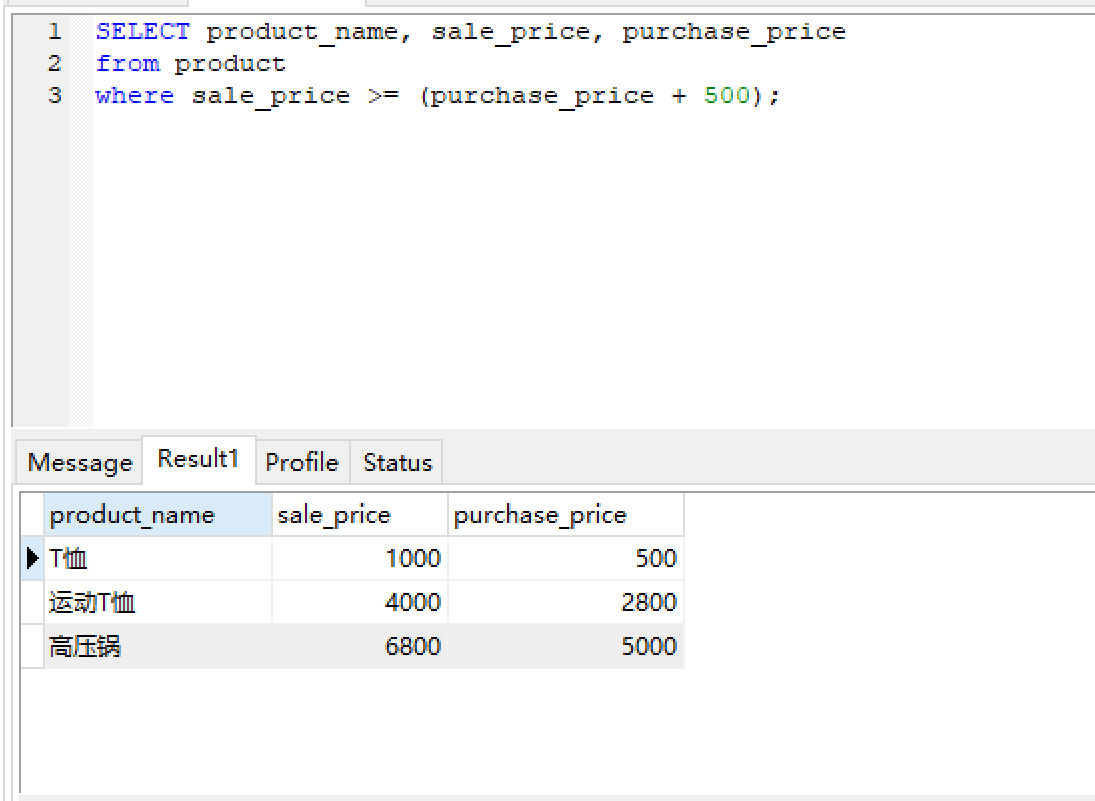 1 SELECT product_name, sale_price, purchase_price
2 from product
3 where sale_price >= (purchase_price + 500);
Message Result1 Profile Status
product_name sale_price purchase_price
T恤 1000 500
运动T恤 4000 2800
高压锅 6800 5000